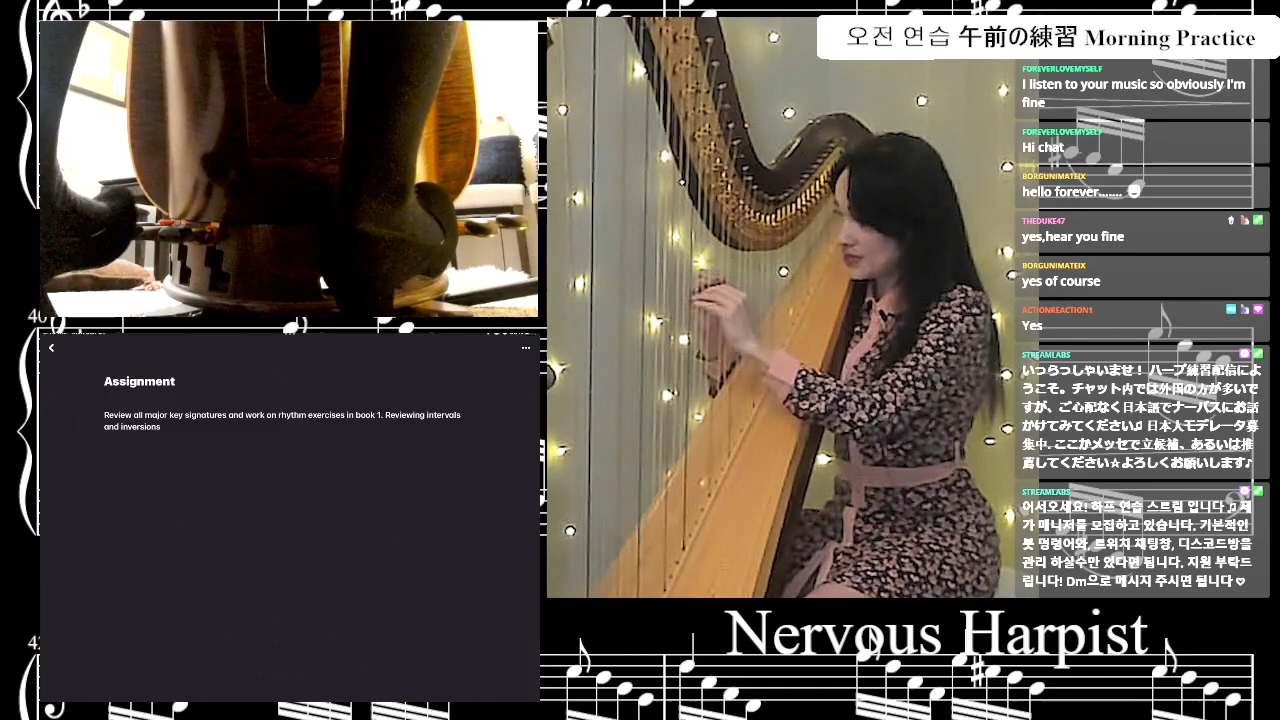 오전 연습 午前の練習 Morning Practice
FOREVERLOVEMYSELF
I listen to your music so obviously I'm
fine
FOREVERLOVEMYSELF
Hi chat
BORGUNIMATEIX
hello forever.......
THEDUKE47
yes,hear you fine
BORGUNIMATEIX
yes of course
ACTIONREACTION1
Yes
STREAMLABS
いつらっしゃいませ！ ハープ練習配信によ
うこそ。チャット内では外国の方が多いで
すが、ご心配なく日本語でナーバスにお話
かけてみてください♫ 日本人モデレータ募
集中. ここかメッセで立候補、あるいは推
薦してください☆よろしくお願いします♪
STREAMLABS
어서오세요! 하프 연습 스트림 입니다♫ 제
가 매니저를 모집하고 있습니다. 기본적인
봇 명령어와, 트위치 채팅창, 디스코드방을
관리 하실수만 있다면 됩니다. 지원 부탁드
립니다! Dm으로 메시지 주시면 됩니다 ♡
Assignment
Review all major key signatures and work on rhythm exercises in book 1. Reviewing intervals
and inversions
Nervous Harpist